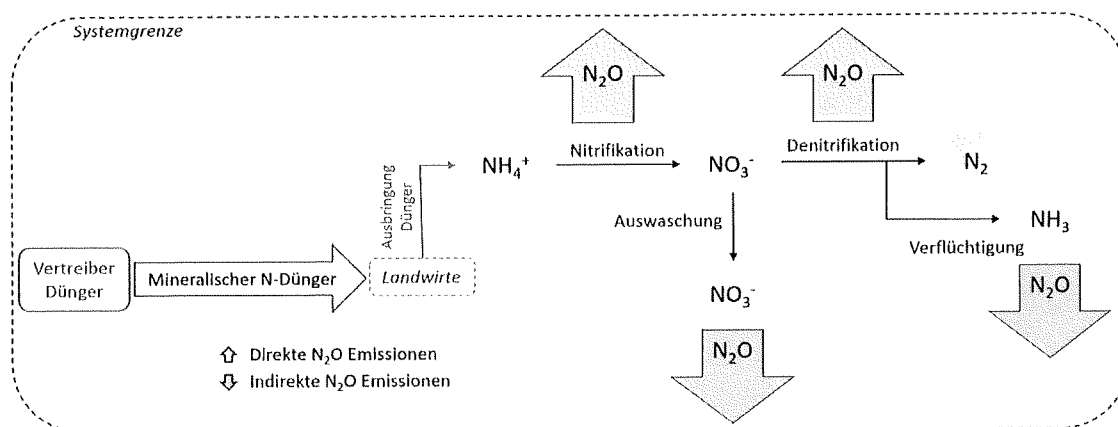 Systemgrenze
N₂O
N₂O
Nitrifikation
Denitrifikation
NH₄⁺
NO₃⁻
N₂
Ausbringung
Dünger
Auswaschung
NH₃
Verflüchtigung
Vertreiber
Dünger
Mineralischer N-Dünger
Landwirte
NO₃⁻
N₂O
N₂O
Direkte N₂O Emissionen
Indirekte N₂O Emissionen